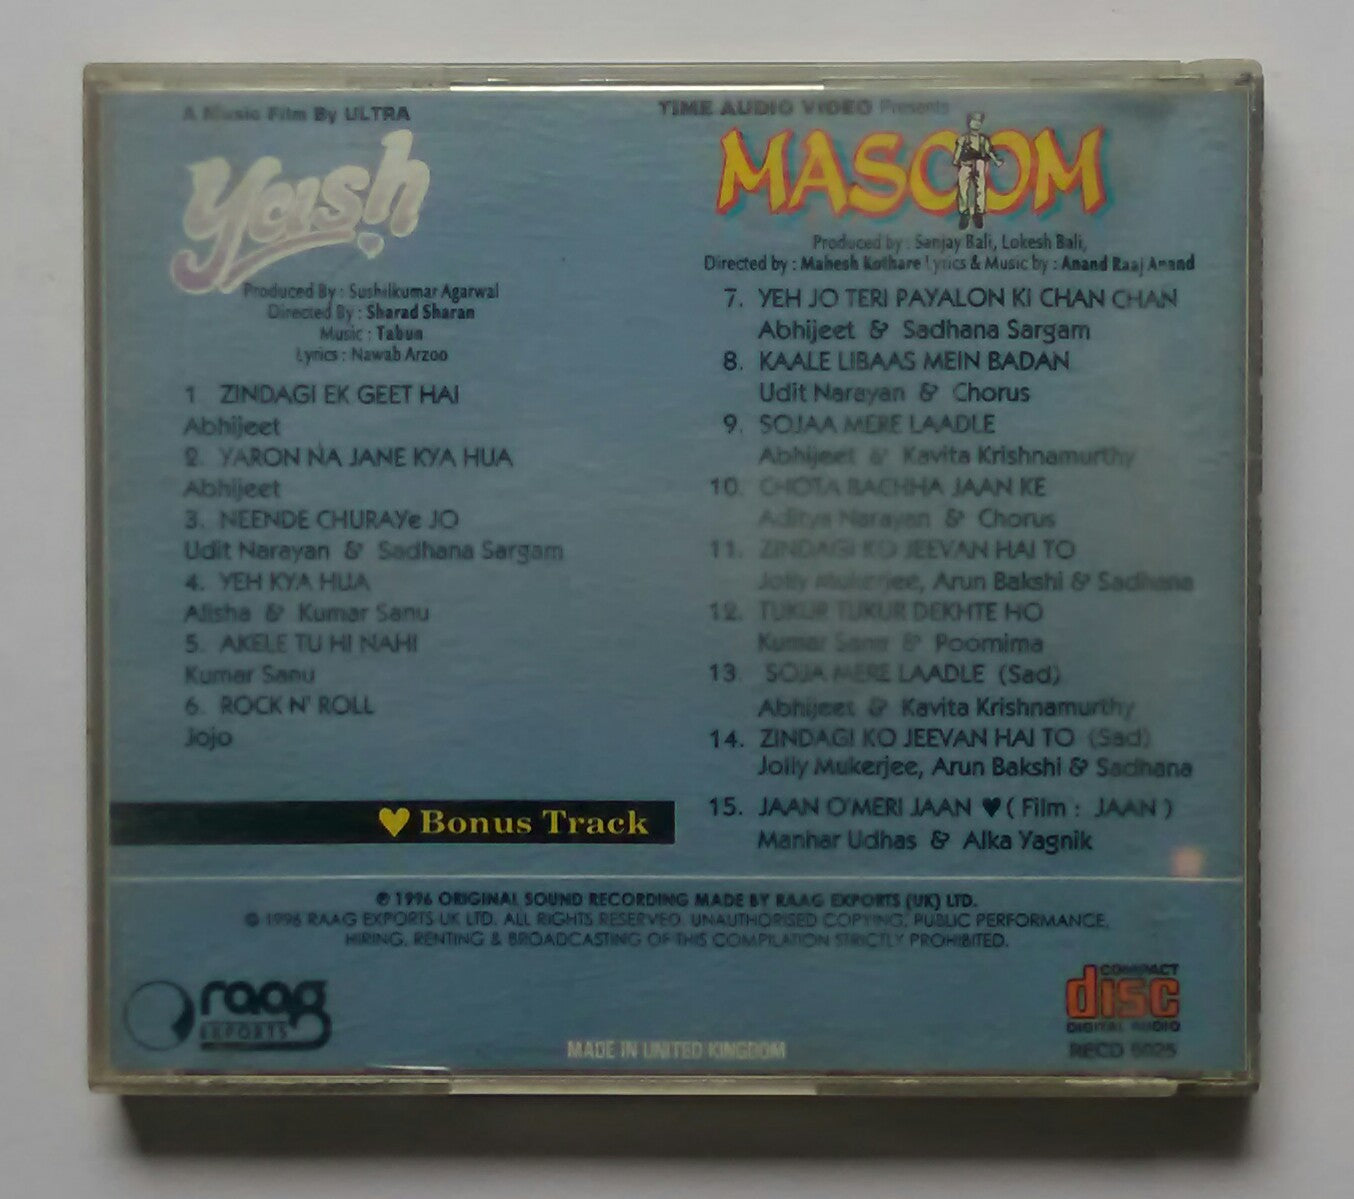 A Music Film By ULTRA
Yash
Produced By : Sushilkumar Agarwal
Directed By : Sharad Sharan
Music : Tabun
Lyrics : Nawab Arzoo
1 ZINDAGI EK GEET HAI
Abhijeet
2. YARON NA JANE KYA HUA
Abhijeet
3. NEENDE CHURAYe JO
Udit Narayan & Sadhana Sargam
4. YEH KYA HUA
Alisha & Kumar Sanu
5. AKELE TU HI NAHI
Kumar Sanu
6. ROCK N' ROLL
Jojo
♥ Bonus Track
TIME AUDIO VIDEO Presents
MASOOM
Produced by : Sanjay Bali, Lokesh Bali,
Directed by : Mahesh Kothare Lyrics & Music by : Anand Raaj Anand
7. YEH JO TERI PAYALON KI CHAN CHAN
Abhijeet & Sadhana Sargam
8. KAALE LIBAAS MEIN BADAN
Udit Narayan & Chorus
9. SOJAA MERE LAADLE
Abhijeet & Kavita Krishnamurthy
10. CHOTA BACHHA JAAN KE
Aditya Narayan & Chorus
11. ZINDAGI KO JEEVAN HAI TO
Jolly Mukerjee, Arun Bakshi & Sadhana
12. TUKUR TUKUR DEKHTE HO
Kumar Sanu & Poornima
13. SOJA MERE LAADLE (Sad)
Abhijeet & Kavita Krishnamurthy
14. ZINDAGI KO JEEVAN HAI TO (Sad)
Jolly Mukerjee, Arun Bakshi & Sadhana
15. JAAN O'MERI JAAN ♥ ( Film : JAAN )
Manhar Udhas & Alka Yagnik
℗ 1996 ORIGINAL SOUND RECORDING MADE BY RAAG EXPORTS (UK) LTD.
© 1996 RAAG EXPORTS UK LTD. ALL RIGHTS RESERVED. UNAUTHORISED COPYING, PUBLIC PERFORMANCE,
HIRING, RENTING & BROADCASTING OF THIS COMPILATION STRICTLY PROHIBITED.
raag
EXPORTS
MADE IN UNITED KINGDOM
COMPACT
disc
DIGITAL AUDIO
RECD 5025